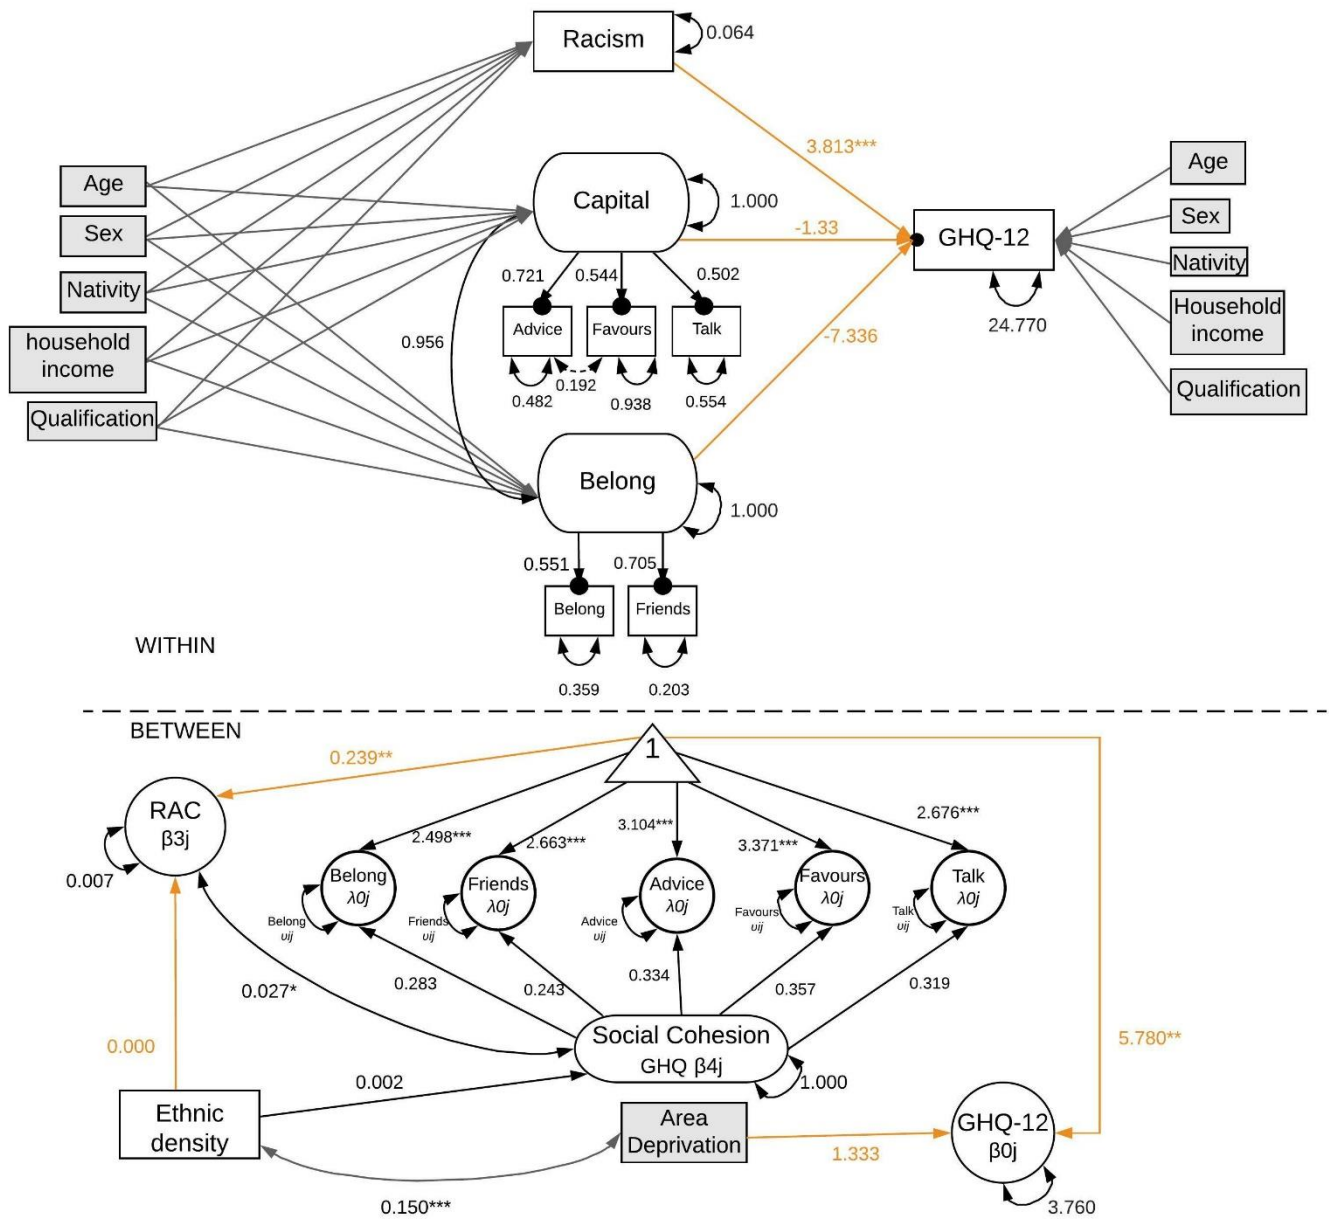 Racism
0.064
3.813***
Age
Sex
Nativity
household
income
Qualification
Capital
1.000
-1.33
GHQ-12
24.770
Age
Sex
Nativity
Household
income
Qualification
0.721
0.544
0.502
Advice
Favours
Talk
0.192
0.482
0.938
0.554
0.956
-7.336
Belong
1.000
0.551
0.705
Belong
Friends
0.359
0.203
WITHIN
BETWEEN
1
0.239**
RAC
β3j
0.007
2.498***
2.663***
3.104***
3.371***
2.676***
Belong
λ0j
Friends
λ0j
Advice
λ0j
Favours
λ0j
Talk
λ0j
Belong
υij
Friends
υij
Advice
υij
Favours
υij
Talk
υij
0.027*
0.283
0.243
0.334
0.357
0.319
Social Cohesion
GHQ β4j
1.000
0.000
0.002
Ethnic
density
Area
Deprivation
1.333
5.780**
GHQ-12
β0j
3.760
0.150***